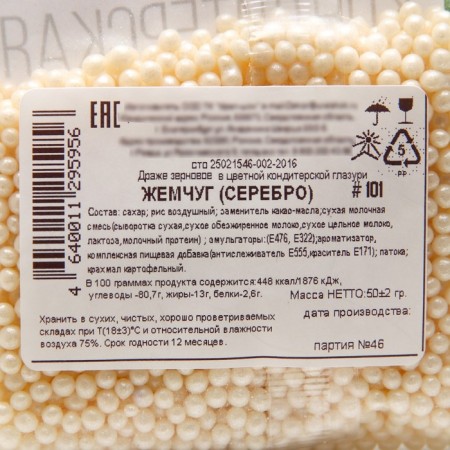 ЕРСКАЯ
EAC
сто 25021546-002-2016
Драже зерновое в цветной кондитерской глазури
ЖЕМЧУГ (СЕРЕБРО) # 101
Состав: сахар; рис воздушный; заменитель какао-масла,сухая молочная
смесь(сыворотка сухая,сухое обезжиренное молоко,сухое цельное молоко,
лактоза,молочный протеин) ; эмульгаторы:(Е476, Е322);ароматизатор,
комплексная пищевая добавка(антислеживатель Е555,краситель Е171); патока;
крахмал картофельный.
В 100 граммах продукта содержится:448 ккал/1876 кДж,
углеводы -80,7г, жиры-13г, белки-2,6г.
Масса НЕТТО:50±2 гр.
дата производства:
Хранить в сухих, чистых, хорошо проветриваемых
складах при Т(18±3)°С и относительной влажности
воздуха 75%. Срок годности 12 месяцев.
партия №46
4 640011 295956
5
PP